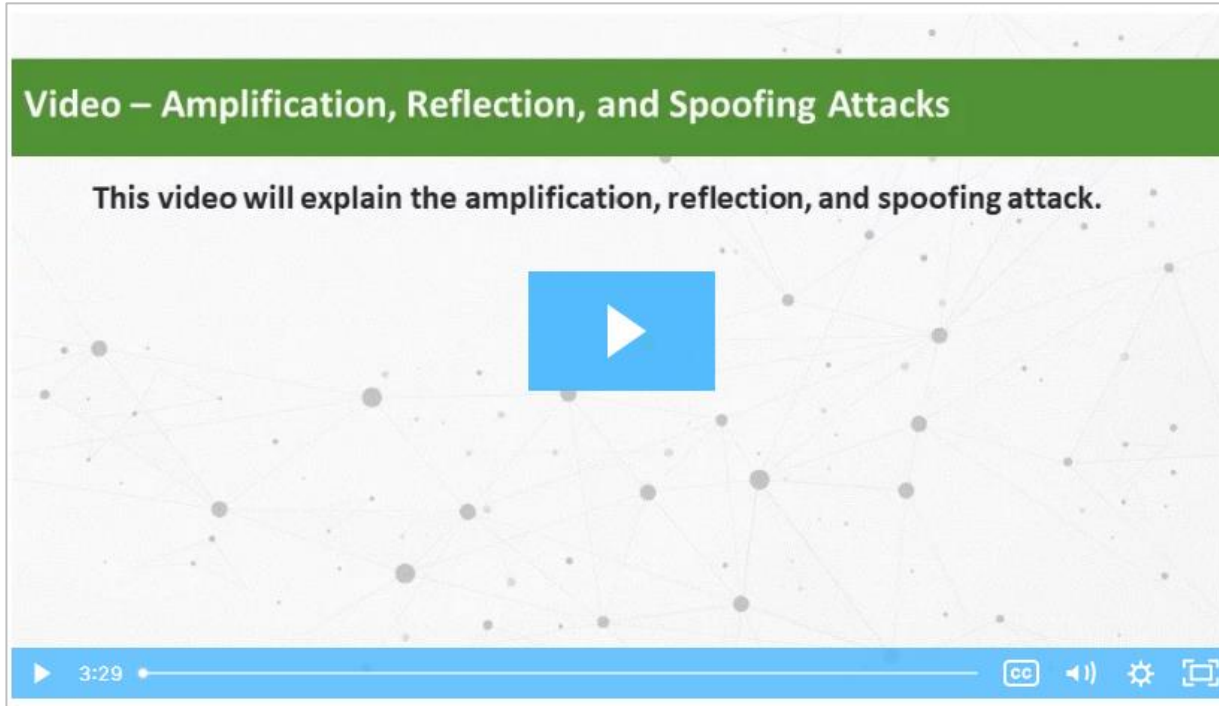 Video – Amplification, Reflection, and Spoofing Attacks
This video will explain the amplification, reflection, and spoofing attack.
3:29
CC